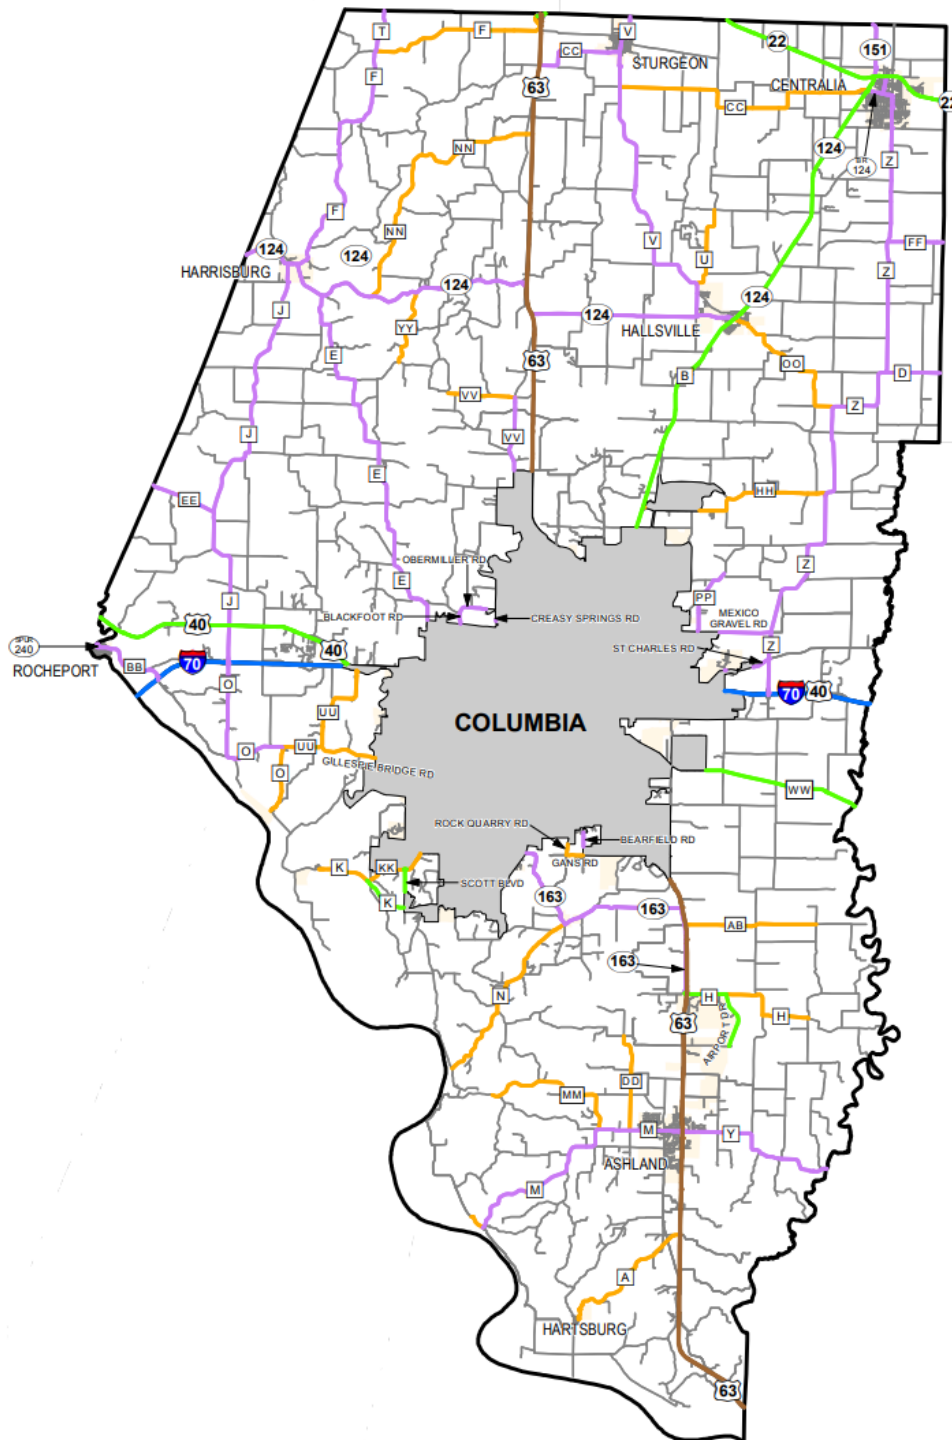 T
F
V
22
CC
STURGEON
151
F
63
CENTRALIA
22
CC
124
BR
124
NN
Z
F
NN
V
FF
124
124
U
Z
HARRISBURG
124
124
J
124
YY
HALLSVILLE
E
63
OO
B
D
VV
Z
J
VV
E
HH
EE
OBERMILLER RD
Z
E
PP
J
BLACKFOOT RD
CREASY SPRINGS RD
MEXICO
GRAVEL RD
40
SPUR
240
40
ST CHARLES RD
Z
ROCHEPORT
BB
70
O
70
40
UU
COLUMBIA
O
UU
GILLESPIE BRIDGE RD
O
WW
ROCK QUARRY RD
BEARFIELD RD
GANS RD
K
KK
SCOTT BLVD
163
K
163
AB
163
N
H
63
H
AIRPORT DR
DD
MM
M
Y
ASHLAND
M
A
HARTSBURG
63